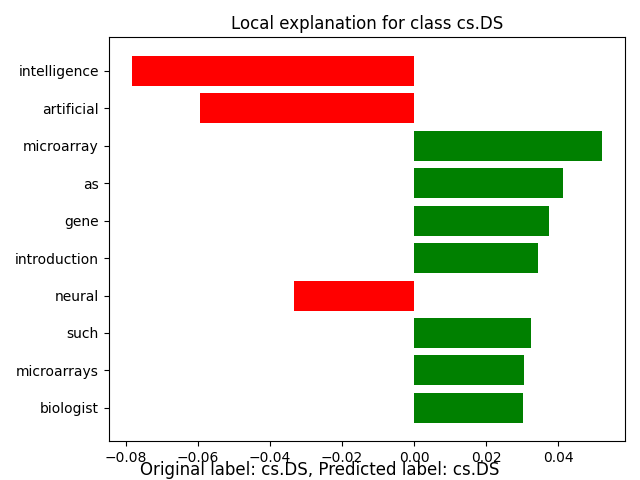 Local explanation for class cs.DS
intelligence
artificial
microarray
as
gene
introduction
neural
such
microarrays
biologist
−0.08 −0.06 −0.04 −0.02 0.00 0.02 0.04
Original label: cs.DS, Predicted label: cs.DS